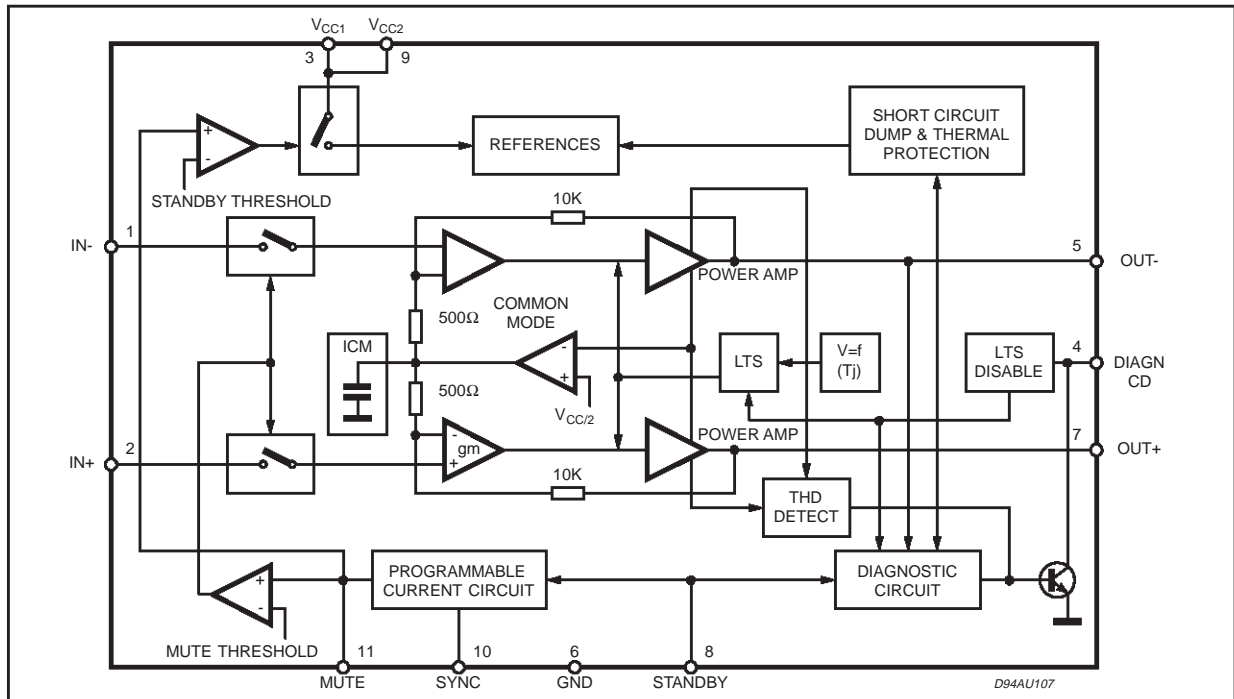 VCC1 VCC2
3 9
SHORT CIRCUIT
DUMP & THERMAL
PROTECTION
+
-
REFERENCES
STANDBY THRESHOLD
10K
IN-
1
5
OUT-
POWER AMP
500Ω
COMMON
MODE
ICM
-
+
LTS
V=f
(Tj)
LTS
DISABLE
4
DIAGN
CD
500Ω
VCC/2
POWER AMP
7
OUT+
IN+
2
-
gm
+
10K
THD
DETECT
+
-
PROGRAMMABLE
CURRENT CIRCUIT
DIAGNOSTIC
CIRCUIT
MUTE THRESHOLD
11 10 6 8
MUTE SYNC GND STANDBY
D94AU107